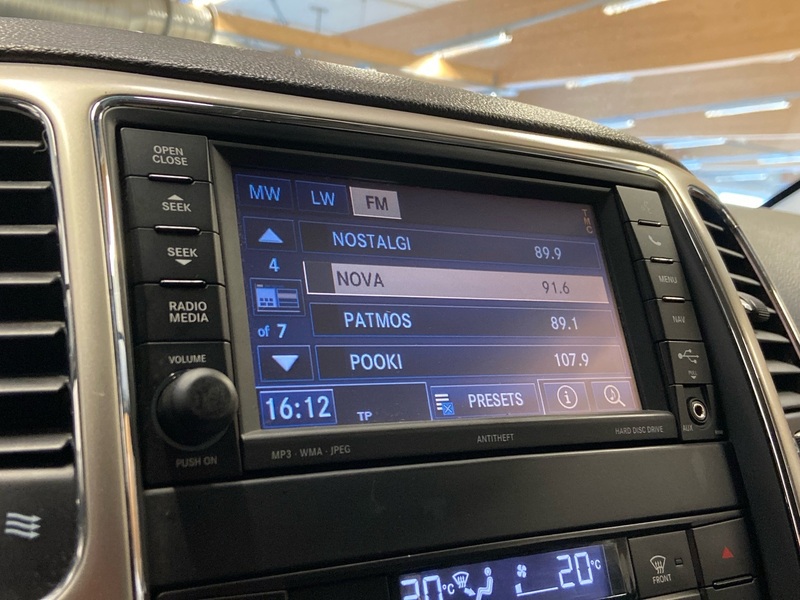 OPEN
CLOSE
SEEK
SEEK
RADIO
MEDIA
VOLUME
PUSH ON
MW LW FM
TMC
NOSTALGI 89.9
4
NOVA 91.6
of 7
PATMOS 89.1
POOKI 107.9
16:12 TP PRESETS
MENU
NAV
AUX
MP3 · WMA · JPEG ANTITHEFT HARD DISC DRIVE
20°C 20°C
FRONT